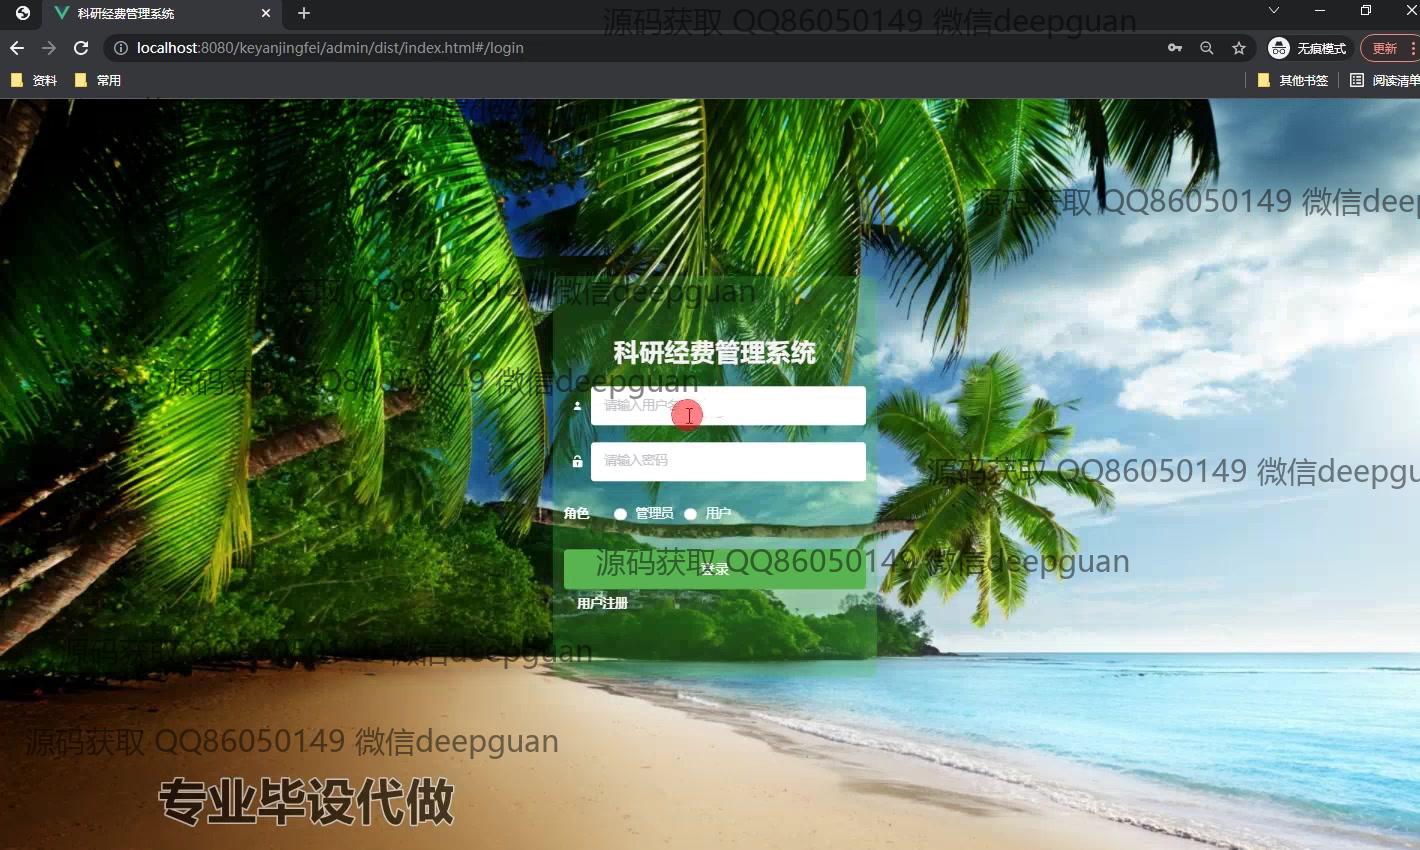 科研经费管理系统
源码获取 QQ86050149 微信deepguan
localhost:8080/keyanjingfei/admin/dist/index.html#/login
无痕模式
更新
资料
常用
其他书签
阅读清单
源码获取 QQ86050149 微信deep
源码获取 QQ86050149 微信deepguan
科研经费管理系统
源码获取 QQ86050149 微信deepguan
请输入用户名
请输入密码
源码获取 QQ86050149 微信deepgu
角色
管理员
用户
源码获取 QQ86050149 微信deepguan
登录
用户注册
源码获取 QQ86050149 微信deepguan
源码获取 QQ86050149 微信deepguan
专业毕设代做